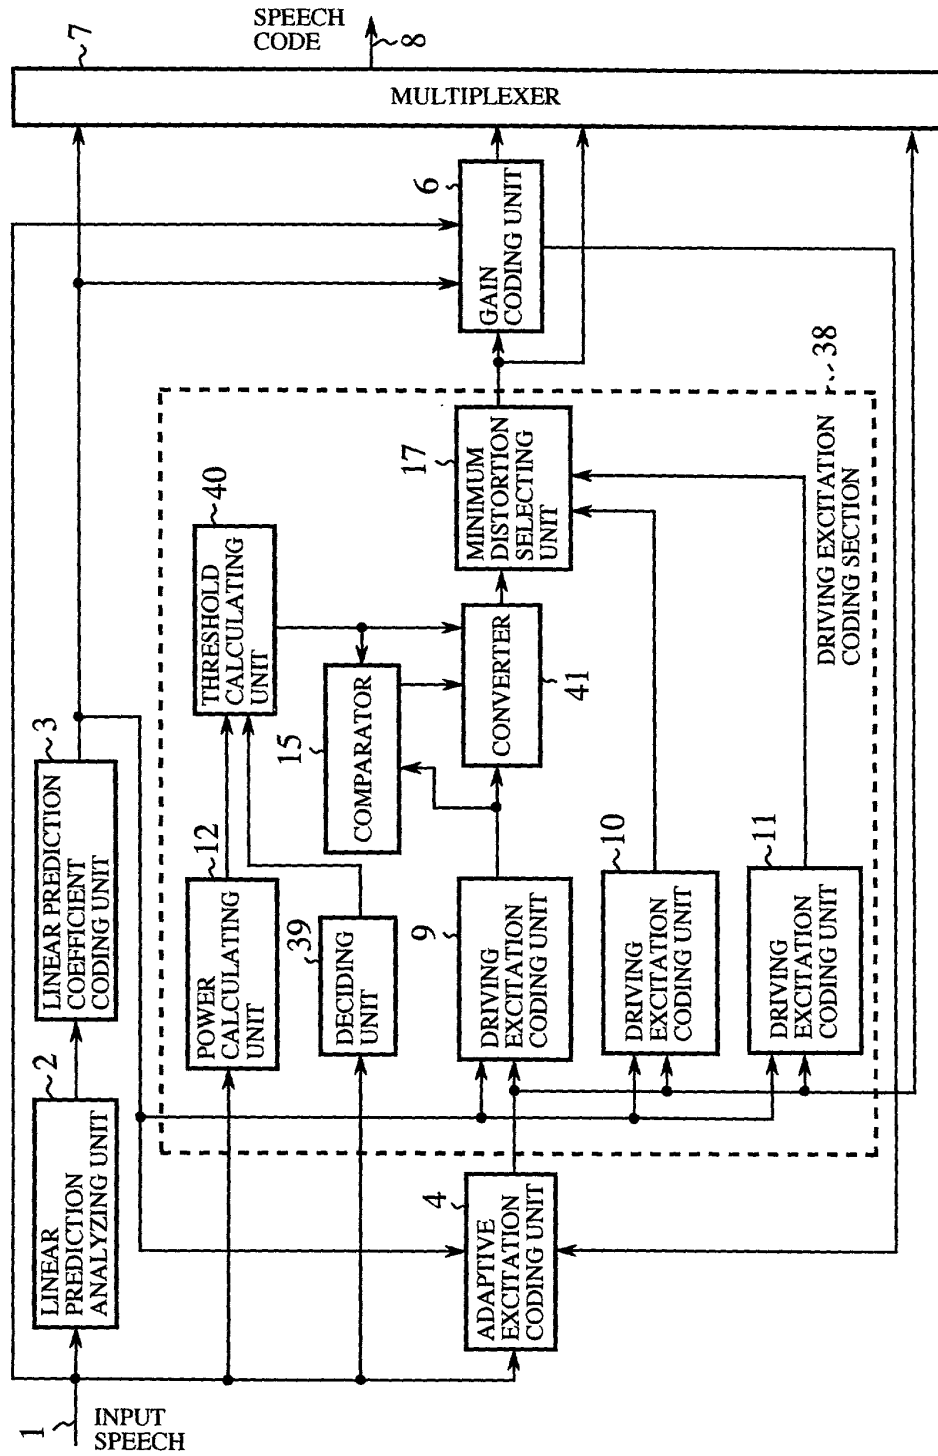 1
INPUT
SPEECH
2
LINEAR
PREDICTION
ANALYZING UNIT
3
LINEAR PREDICTION
COEFFICIENT
CODING UNIT
7
MULTIPLEXER
SPEECH
CODE
8
12
POWER
CALCULATING
UNIT
40
THRESHOLD
CALCULATING
UNIT
39
DECIDING
UNIT
15
COMPARATOR
4
ADAPTIVE
EXCITATION
CODING UNIT
9
DRIVING
EXCITATION
CODING UNIT
CONVERTER
41
17
MINIMUM
DISTORTION
SELECTING
UNIT
6
GAIN
CODING UNIT
10
DRIVING
EXCITATION
CODING UNIT
11
DRIVING
EXCITATION
CODING UNIT
DRIVING EXCITATION
CODING SECTION
38